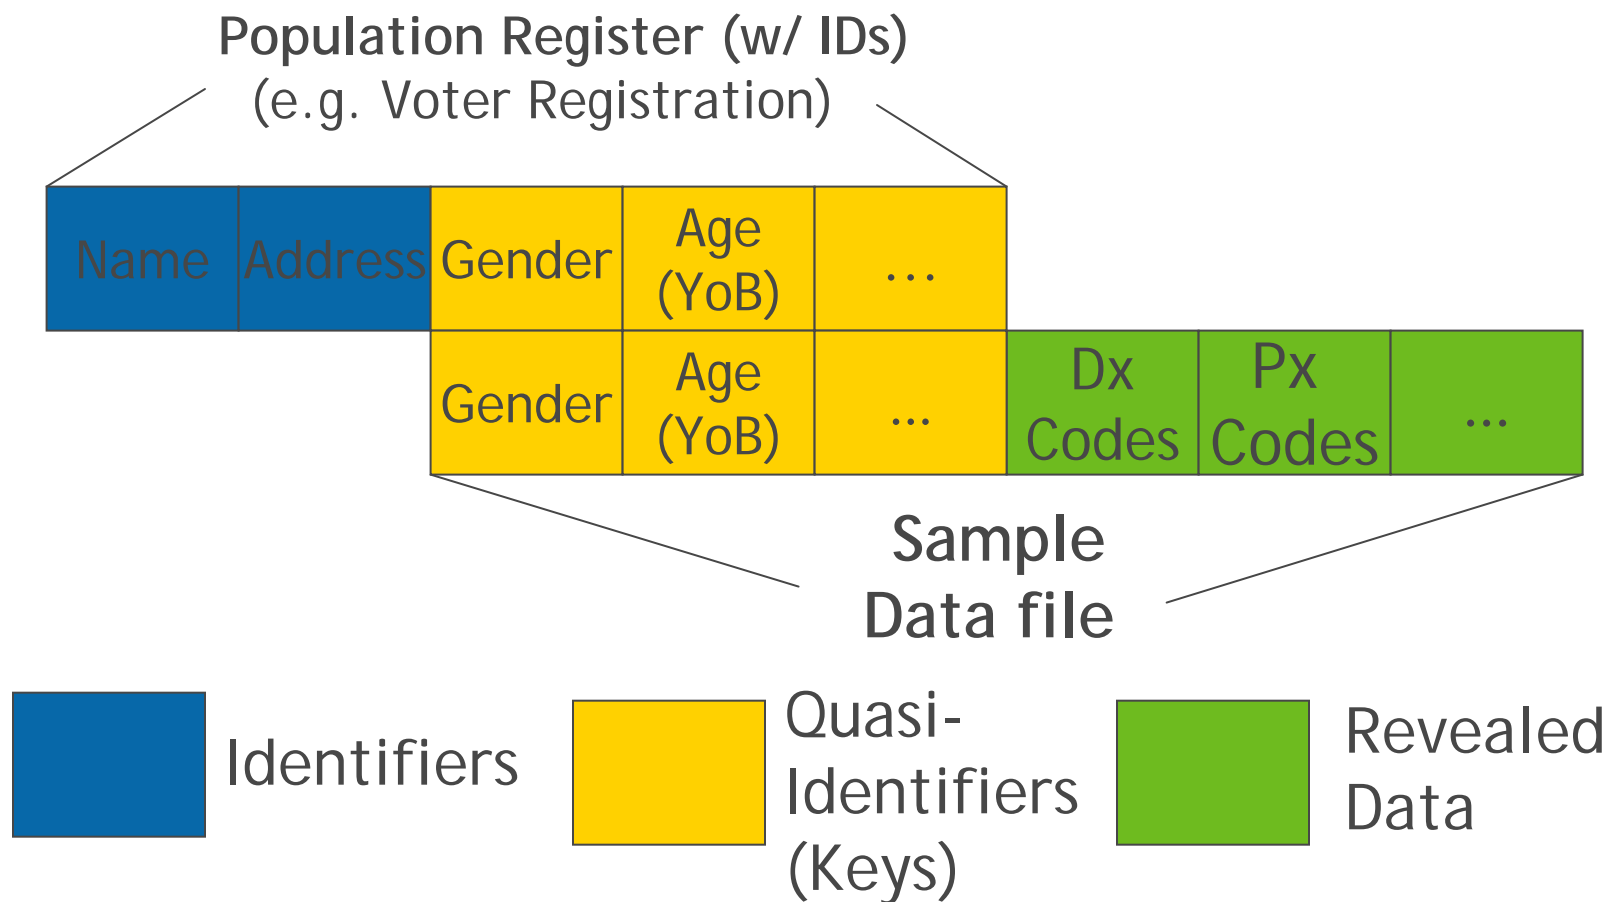 Population Register (w/ IDs)
(e.g. Voter Registration)
Name Address Gender Age (YoB) ...
Gender Age (YoB) ... Dx Codes Px Codes ...
Sample
Data file
Identifiers
Quasi-
Identifiers
(Keys)
Revealed
Data